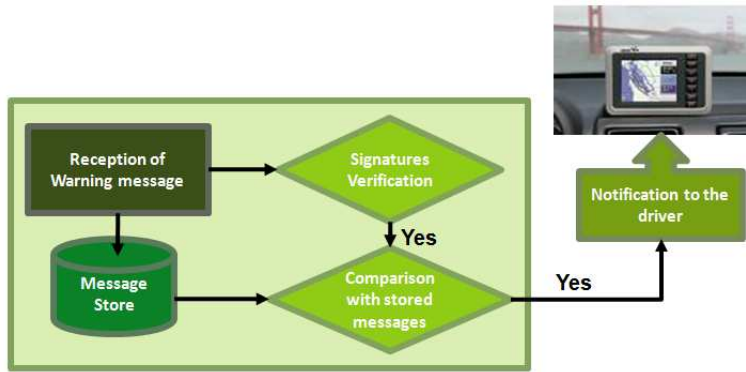 Reception of
Warning message
Signatures
Verification
Yes
Message
Store
Comparison
with stored
messages
Yes
Notification to the
driver